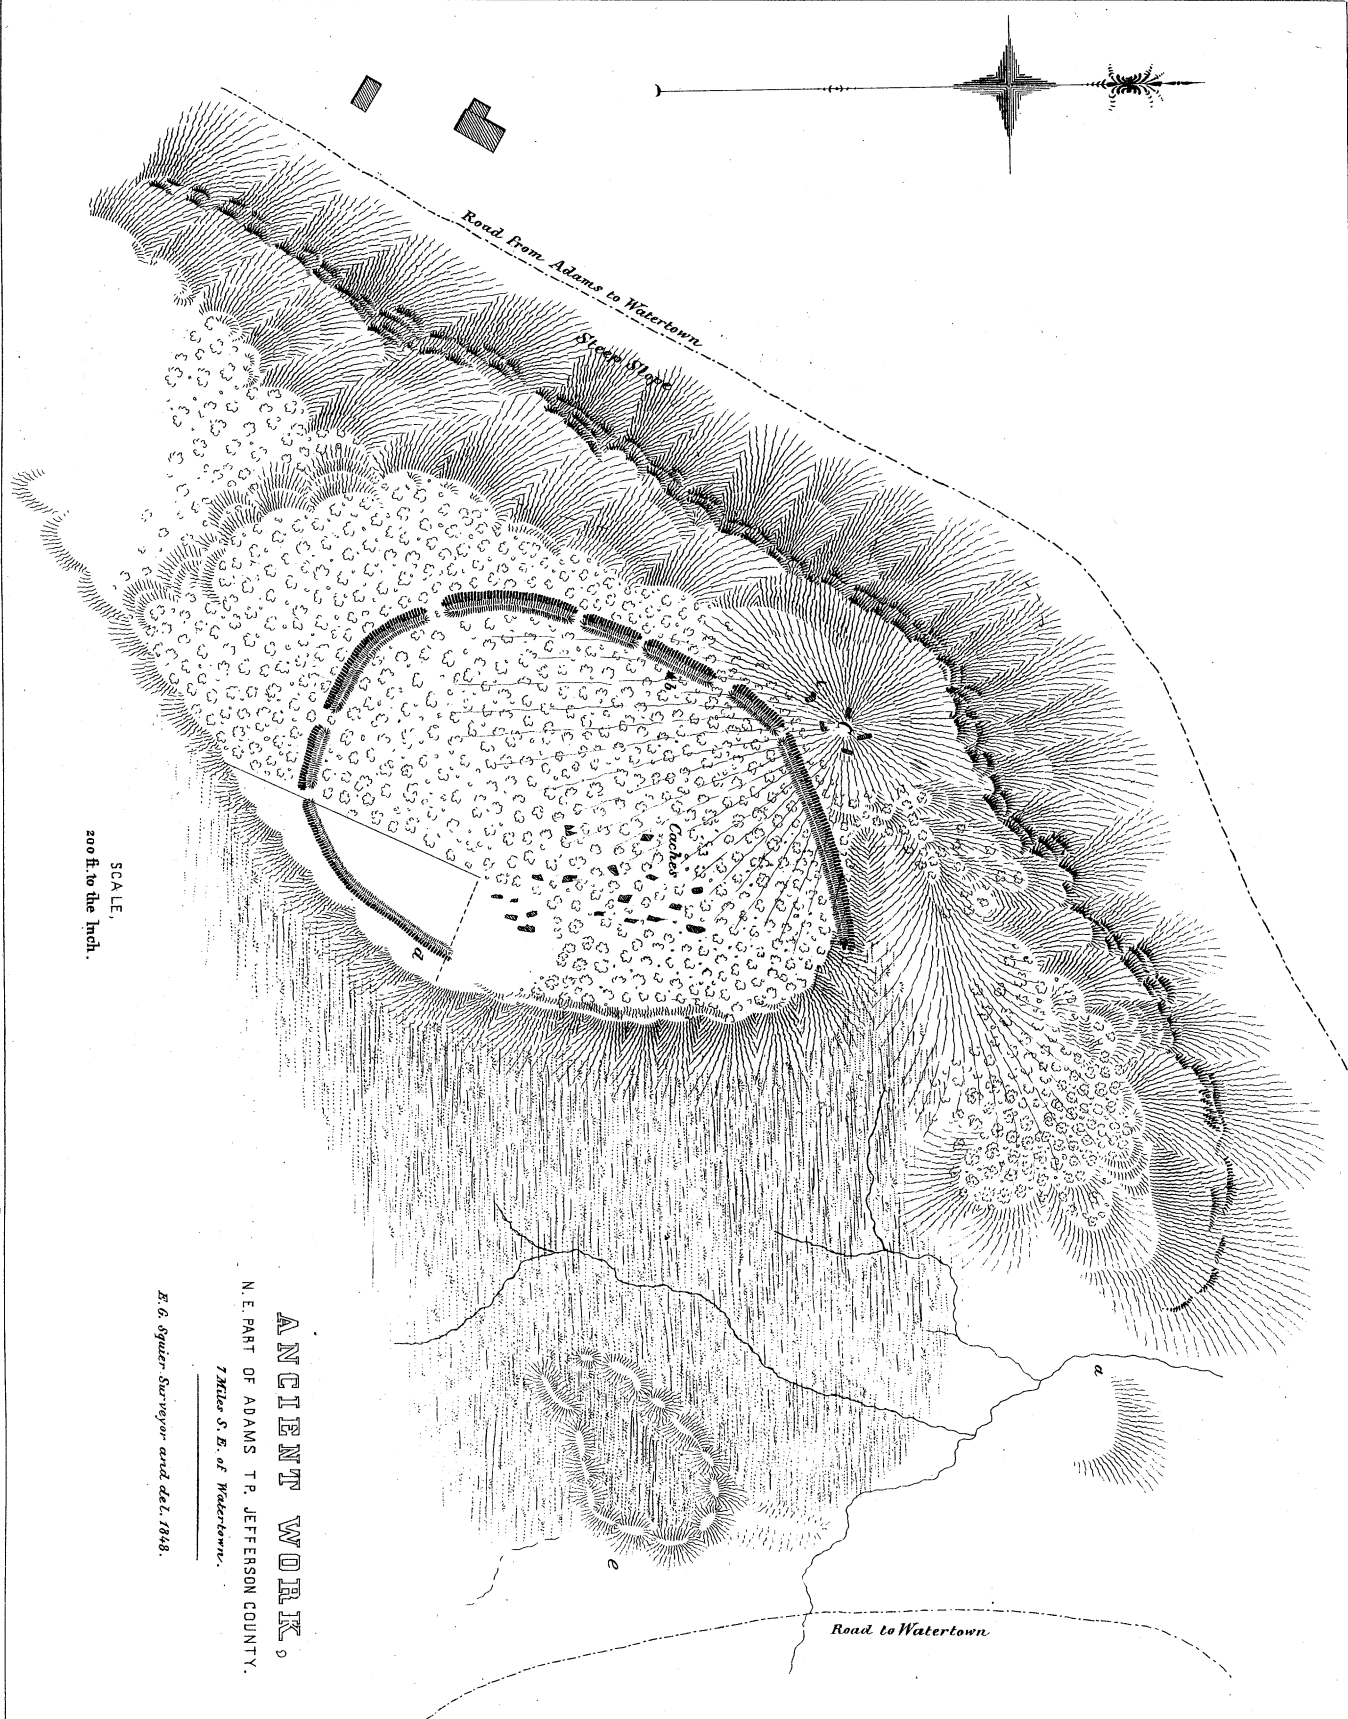 Road from Adams to Watertown
Steep Slope
b
Caches
d
a
e
Road to Watertown
SCALE,
200 ft. to the Inch.
ANCIENT WORK,
N. E. PART OF ADAMS T.P. JEFFERSON COUNTY.
7 Miles S. E. of Watertown.
E. G. Squier Surveyor and del. 1848.